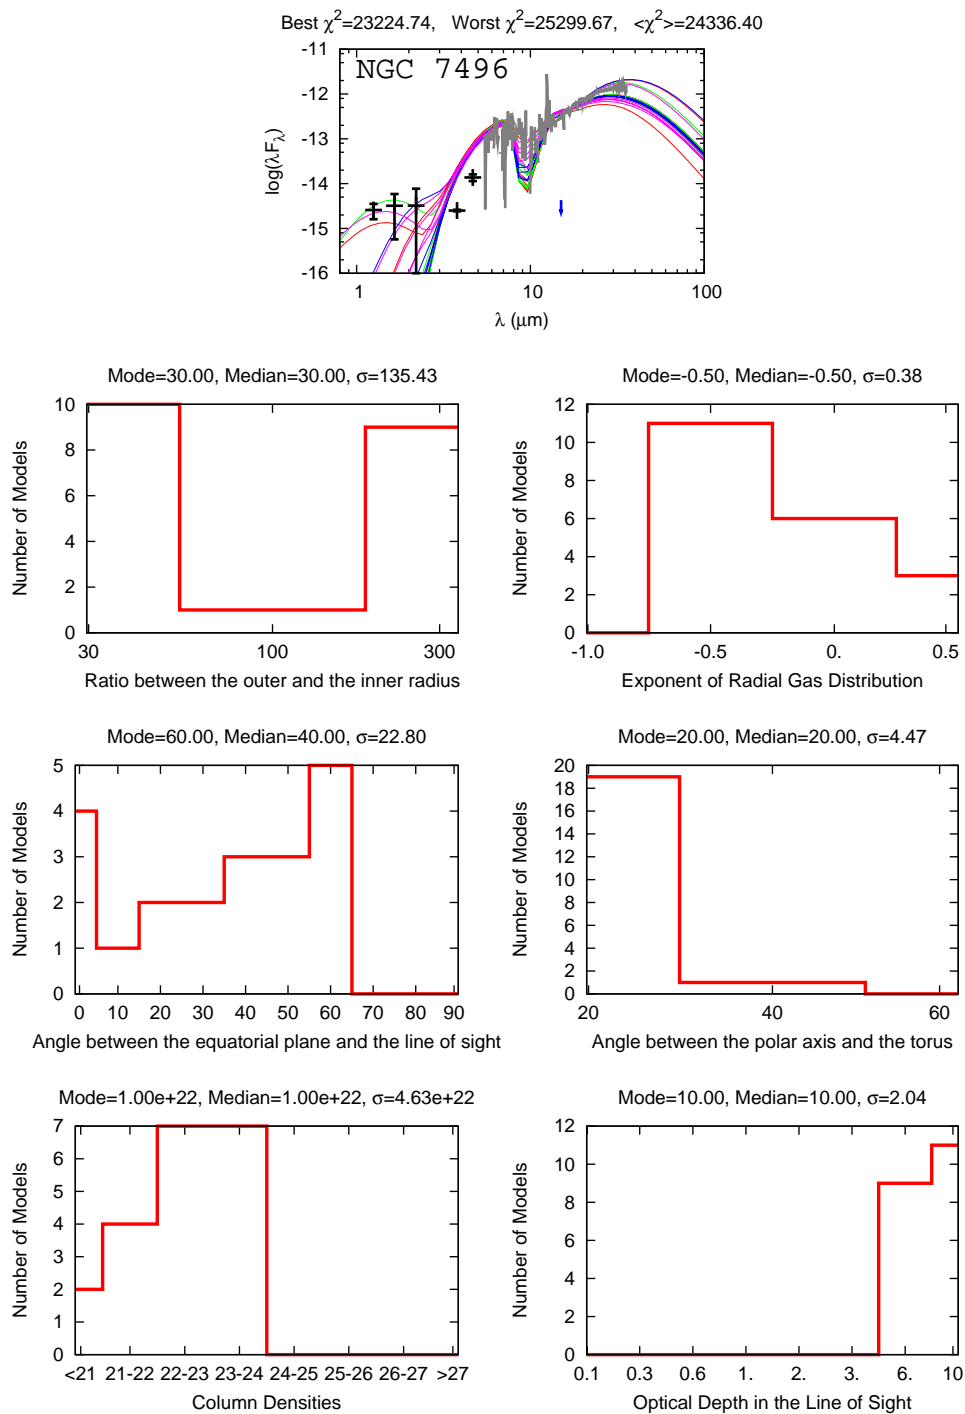 Best χ²=23224.74, Worst χ²=25299.67, <χ²>=24336.40
NGC 7496
log(λFλ)
-11
-12
-13
-14
-15
-16
1 10 100
λ (μm)
Mode=30.00, Median=30.00, σ=135.43
Number of Models
10
8
6
4
2
0
30 100 300
Ratio between the outer and the inner radius
Mode=-0.50, Median=-0.50, σ=0.38
Number of Models
12
10
8
6
4
2
0
-1.0 -0.5 0. 0.5
Exponent of Radial Gas Distribution
Mode=60.00, Median=40.00, σ=22.80
Number of Models
5
4
3
2
1
0
0 10 20 30 40 50 60 70 80 90
Angle between the equatorial plane and the line of sight
Mode=20.00, Median=20.00, σ=4.47
Number of Models
20
18
16
14
12
10
8
6
4
2
0
20 40 60
Angle between the polar axis and the torus
Mode=1.00e+22, Median=1.00e+22, σ=4.63e+22
Number of Models
7
6
5
4
3
2
1
0
<21 21-22 22-23 23-24 24-25 25-26 26-27 >27
Column Densities
Mode=10.00, Median=10.00, σ=2.04
Number of Models
12
10
8
6
4
2
0
0.1 0.3 0.6 1. 2. 3. 6. 10
Optical Depth in the Line of Sight